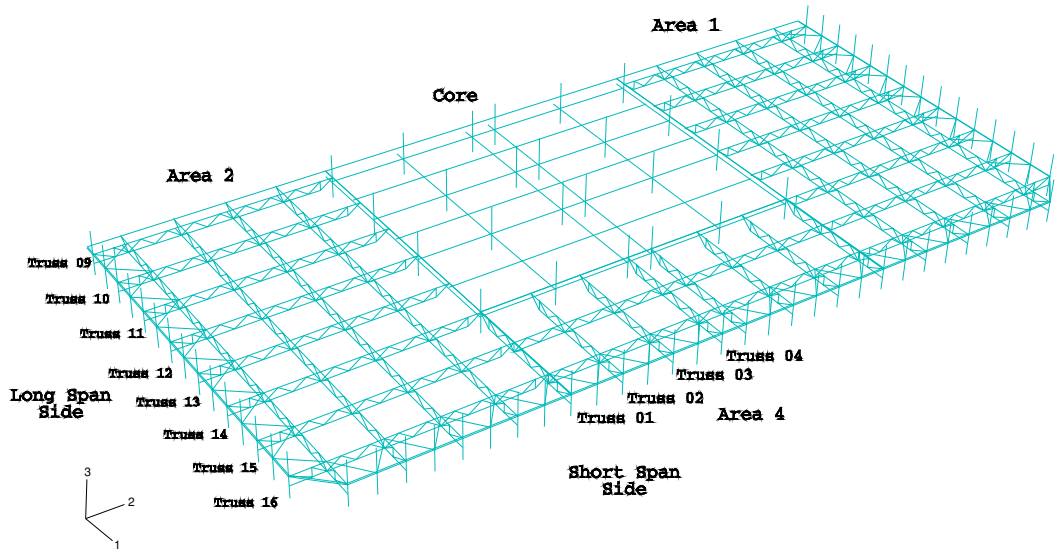 Area 1
Core
Area 2
Truss 09
Truss 10
Truss 11
Truss 12
Truss 13
Truss 14
Truss 15
Truss 16
Long Span
Side
Truss 04
Truss 03
Truss 02
Truss 01
Area 4
Short Span
Side
3
2
1